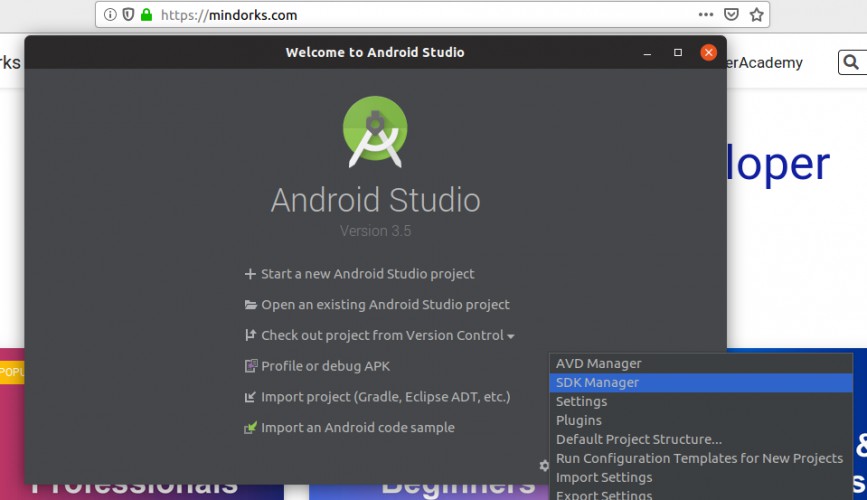 https://mindorks.com
Welcome to Android Studio
rks
erAcademy
loper
Android Studio
Version 3.5
Start a new Android Studio project
Open an existing Android Studio project
Check out project from Version Control
Profile or debug APK
Import project (Gradle, Eclipse ADT, etc.)
Import an Android code sample
POPU
AVD Manager
SDK Manager
Settings
Plugins
Default Project Structure...
Run Configuration Templates for New Projects
Import Settings
Export Settings
Professionals
Beginners
&
s